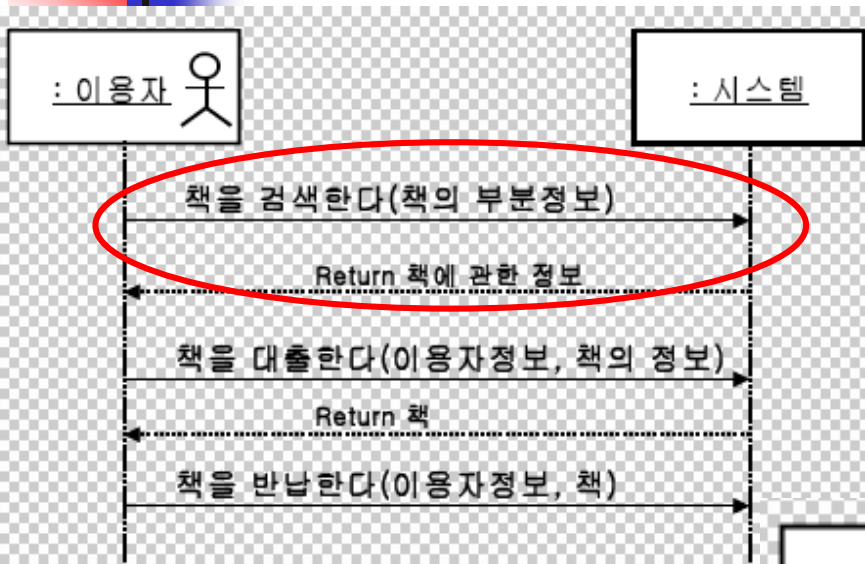 : 이용자
: 시스템
책을 검색한다(책의 부분정보)
Return 책에 관한 정보
책을 대출한다(이용자정보, 책의 정보)
Return 책
책을 반납한다(이용자정보, 책)